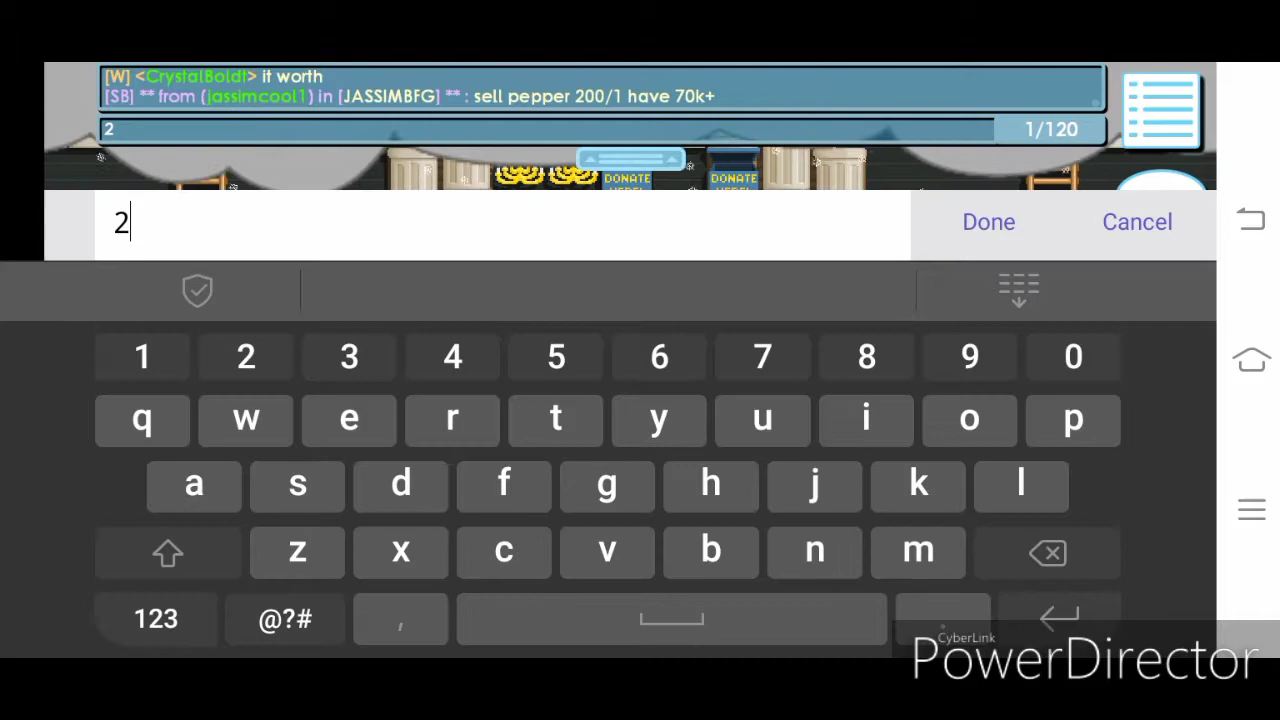 [W] <CrystalBoldt> it worth
[SB] ** from (jassimcool1) in [JASSIMBFG] ** : sell pepper 200/1 have 70k+
2 1/120
DONATE DONATE
2 Done Cancel
1 2 3 4 5 6 7 8 9 0
q w e r t y u i o p
a s d f g h j k l
z x c v b n m
123 @?# , .
CyberLink
PowerDirector